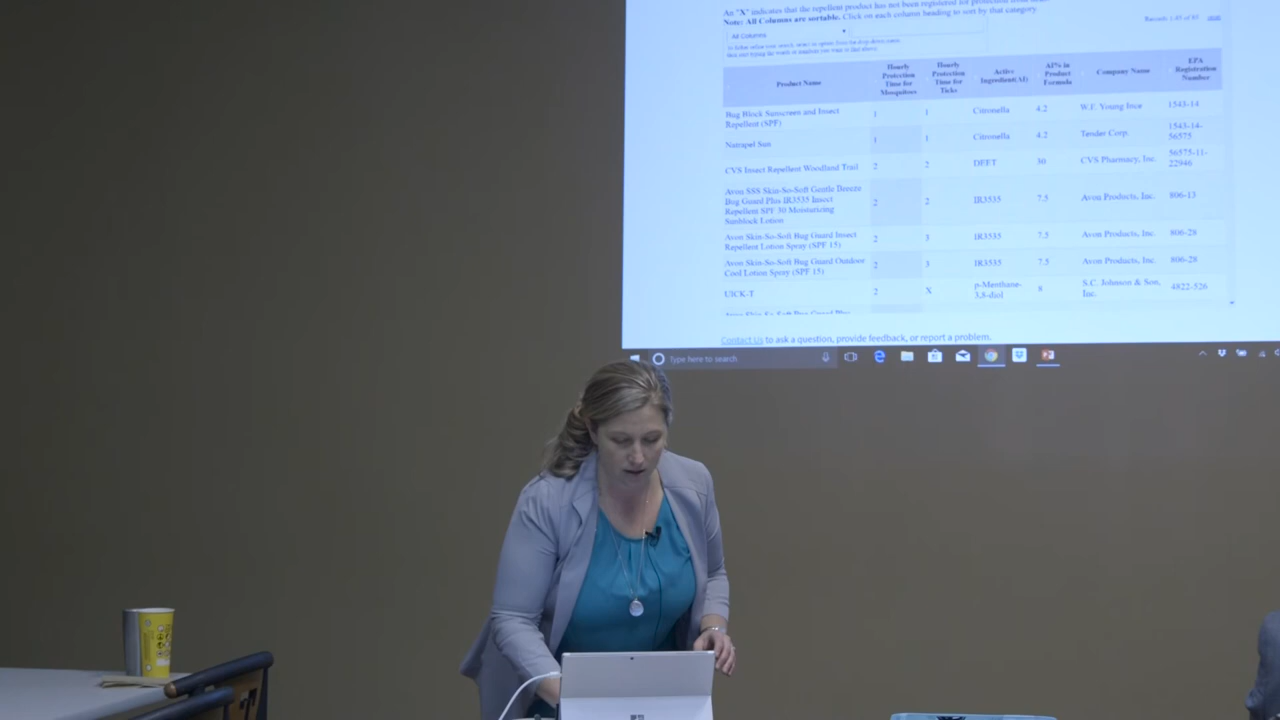 An "X" indicates that the repellent product has not been registered for protection
Note: All Columns are sortable. Click on each column heading to sort by that category.
Records 1-85 of 85
All Columns
Product Name
Hourly
Protection
Time for
Mosquitoes
Hourly
Protection
Time for
Ticks
Active
Ingredient(AI)
AI% in
Product
Formula
Company Name
EPA
Registration
Number
Bug Block Sunscreen and Insect
Repellent (SPF)
1
1
Citronella
4.2
W.F. Young Ince
1543-14
Natrapel Sun
1
1
Citronella
4.2
Tender Corp.
1543-14-
56575
CVS Insect Repellent Woodland Trail
2
2
DEET
30
CVS Pharmacy, Inc.
56575-11-
22946
Avon SSS Skin-So-Soft Gentle Breeze
Bug Guard Plus IR3535 Insect
Repellent SPF 30 Moisturizing
Sunblock Lotion
2
2
IR3535
7.5
Avon Products, Inc.
806-13
Avon Skin-So-Soft Bug Guard Insect
Repellent Lotion Spray (SPF 15)
2
3
IR3535
7.5
Avon Products, Inc.
806-28
Avon Skin-So-Soft Bug Guard Outdoor
Cool Lotion Spray (SPF 15)
2
3
IR3535
7.5
Avon Products, Inc.
806-28
UICK-T
2
X
p-Menthane-
3,8-diol
8
S.C. Johnson & Son,
Inc.
4822-526
Contact Us to ask a question, provide feedback, or report a problem.
Type here to search